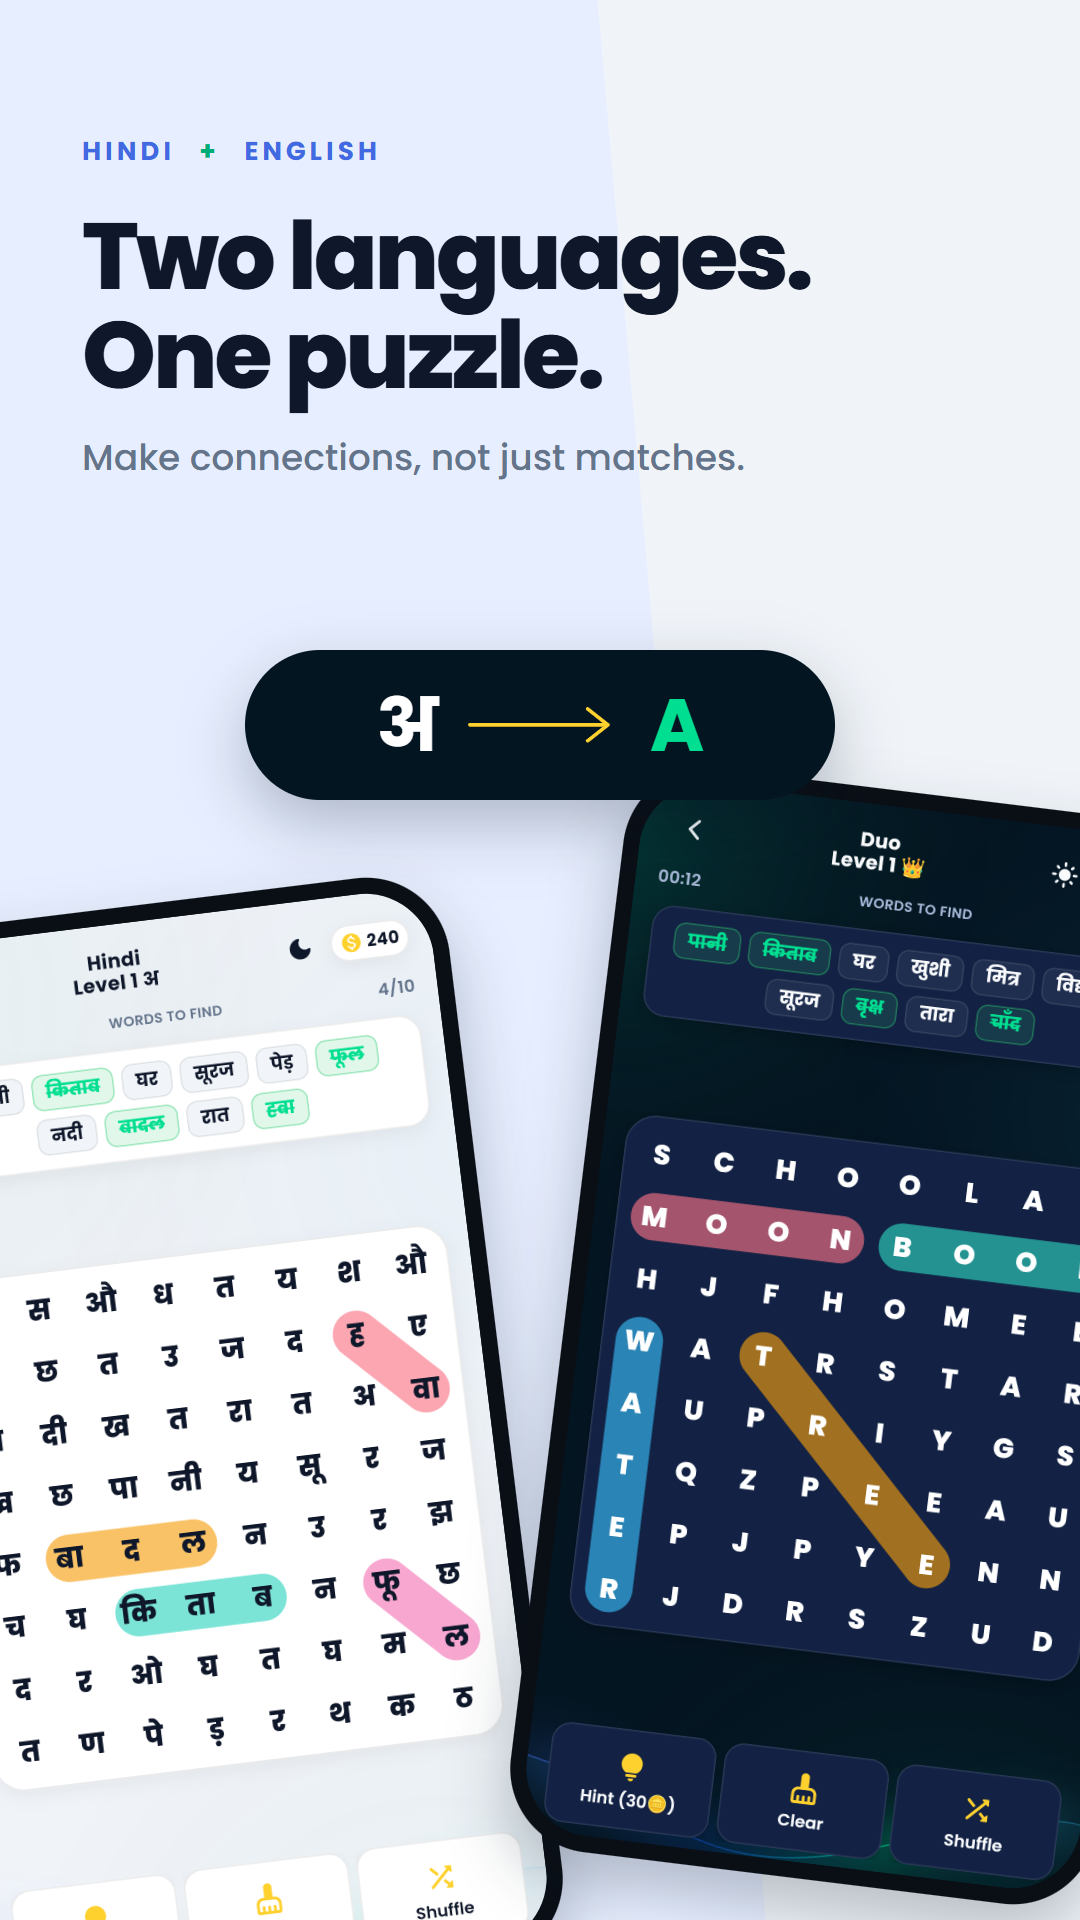 HINDI + ENGLISH
Two languages.
One puzzle.
Make connections, not just matches.
अ → A
Hindi
Level 1 अ
240
4/10
WORDS TO FIND
किताब घर सूरज पेड़ फूल
नदी बादल रात हवा
स औ ध त य श औ
छ त उ ज द ह ए
दी ख त रा त अ वा
छ पा नी य सू र ज
फ बा द ल न उ र झ
च घ कि ता ब न फू छ
द र ओ घ त घ म ल
त ण पे ड़ र थ क ठ
Shuffle
Duo
Level 1 👑
00:12
WORDS TO FIND
पानी किताब घर खुशी मित्र
सूरज वृक्ष तारा चाँद
S C H O O L A
M O O N B O O
H J F H O M E
W A T R S T A R
A U P R I Y G S
T Q Z P E E A U
E P J P Y E N N
R J D R S Z U D
Hint (30🪙)
Clear
Shuffle